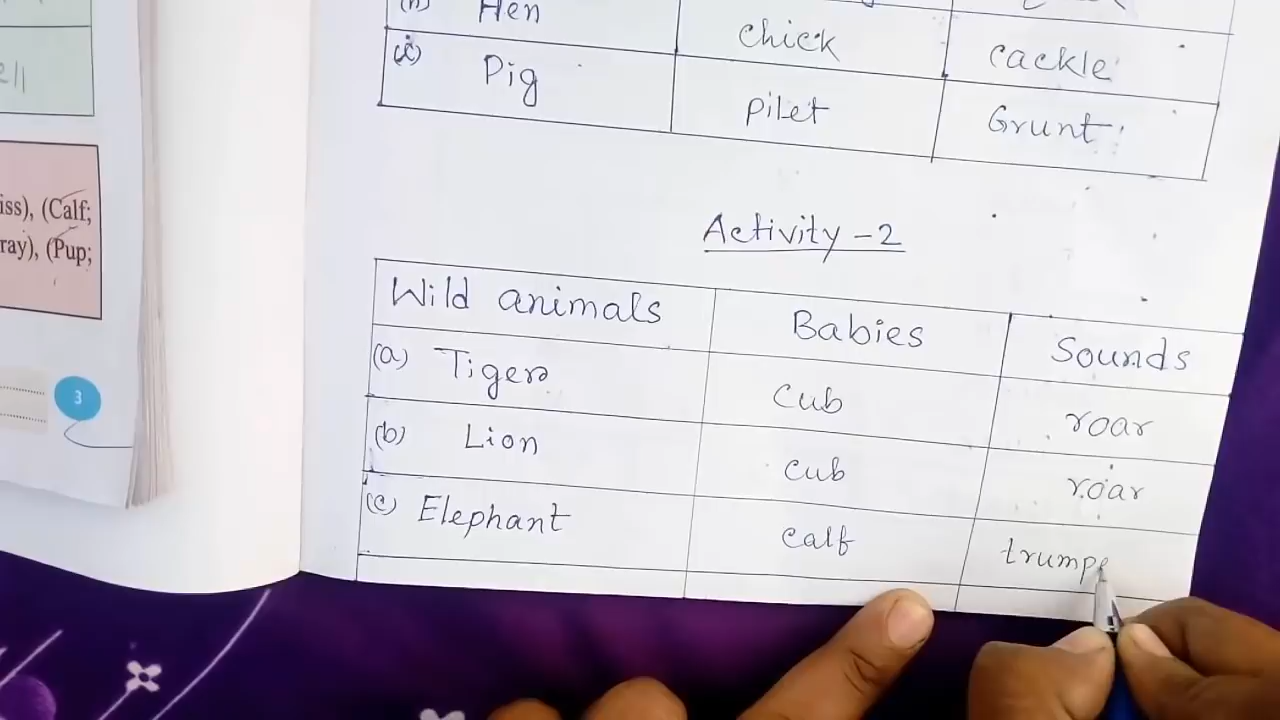 (h) Hen chick cackle
(i) Pig Pilet Grunt
iss), (Calf;
ray), (Pup;
3
Activity-2
Wild animals Babies Sounds
(a) Tiger Cub roar
(b) Lion cub roar
(c) Elephant calf trumpe